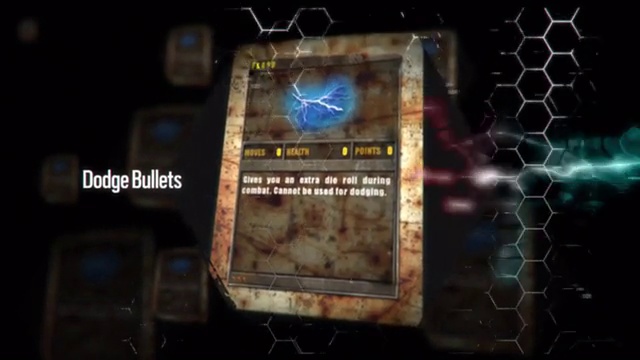 Dodge Bullets
MOVES 0 HEALTH 0 POINTS 0
Gives you an extra die roll during
combat. Cannot be used for dodging.